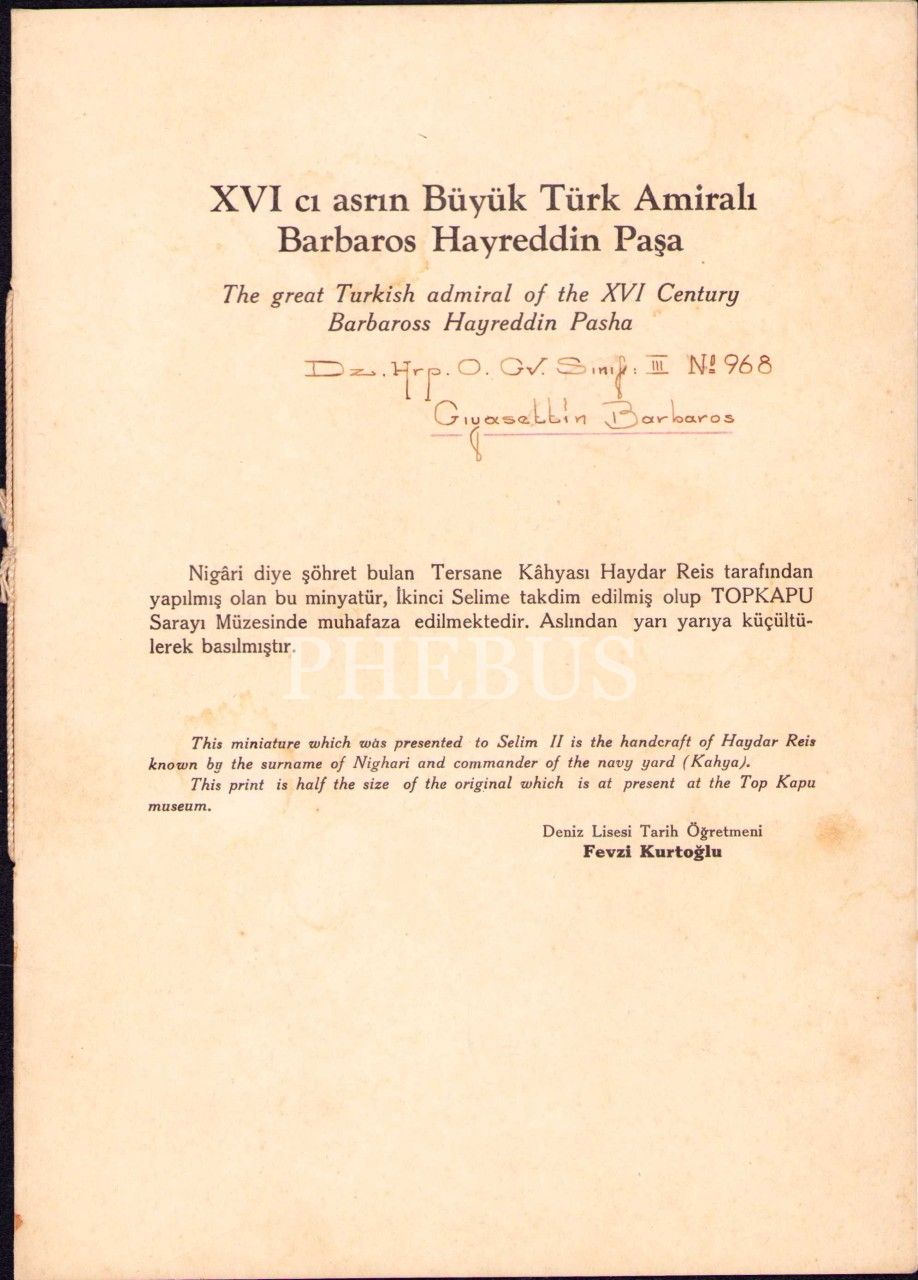 XVI cı asrın Büyük Türk Amiralı
Barbaros Hayreddin Paşa
The great Turkish admiral of the XVI Century
Barbaross Hayreddin Pasha
Dz. Hrp. O. Gv. Sınıf: III № 968
Gıyasettin Barbaros
Nigâri diye şöhret bulan Tersane Kâhyası Haydar Reis tarafından
yapılmış olan bu minyatür, İkinci Selime takdim edilmiş olup TOPKAPU
Sarayı Müzesinde muhafaza edilmektedir. Aslından yarı yarıya küçültü-
lerek basılmıştır.
PHEBUS
This miniature which was presented to Selim II is the handcraft of Haydar Reis
known by the surname of Nighari and commander of the navy yard (Kahya).
This print is half the size of the original which is at present at the Top Kapu
museum.
Deniz Lisesi Tarih Öğretmeni
Fevzi Kurtoğlu